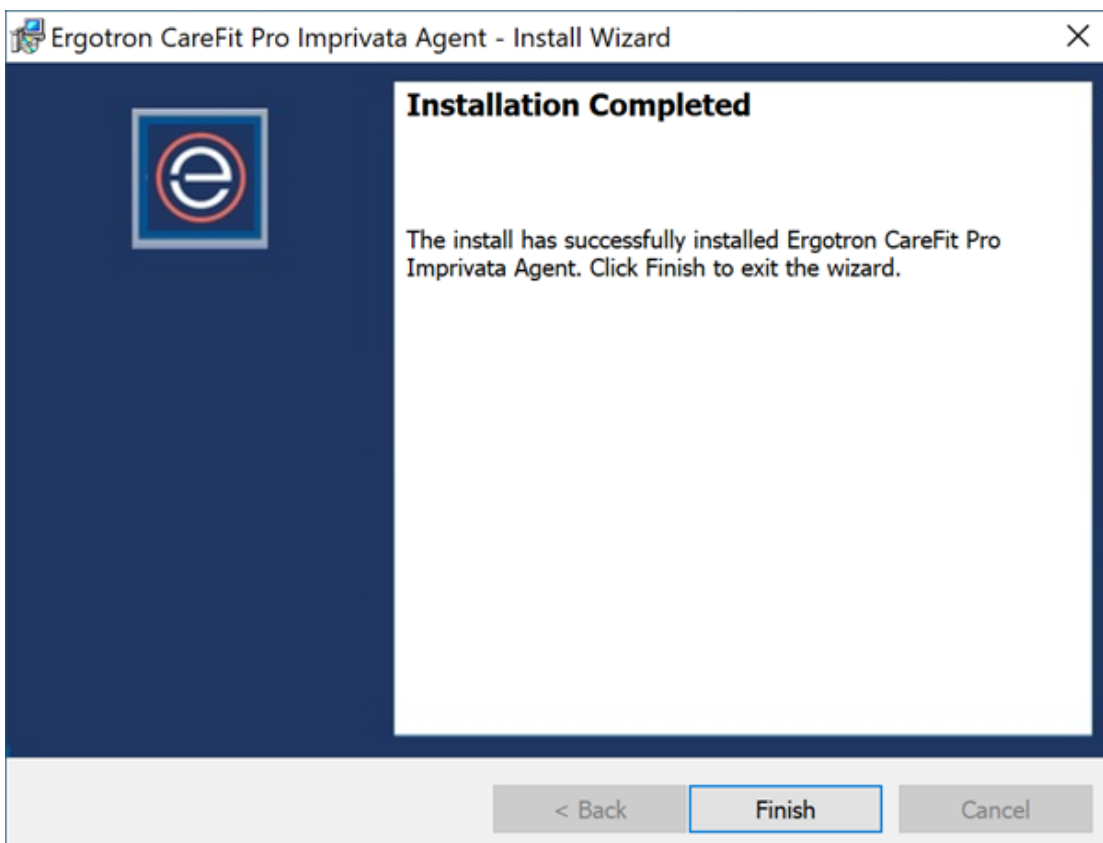 Ergotron CareFit Pro Imprivata Agent - Install Wizard
Installation Completed
The install has successfully installed Ergotron CareFit Pro
Imprivata Agent. Click Finish to exit the wizard.
< Back
Finish
Cancel